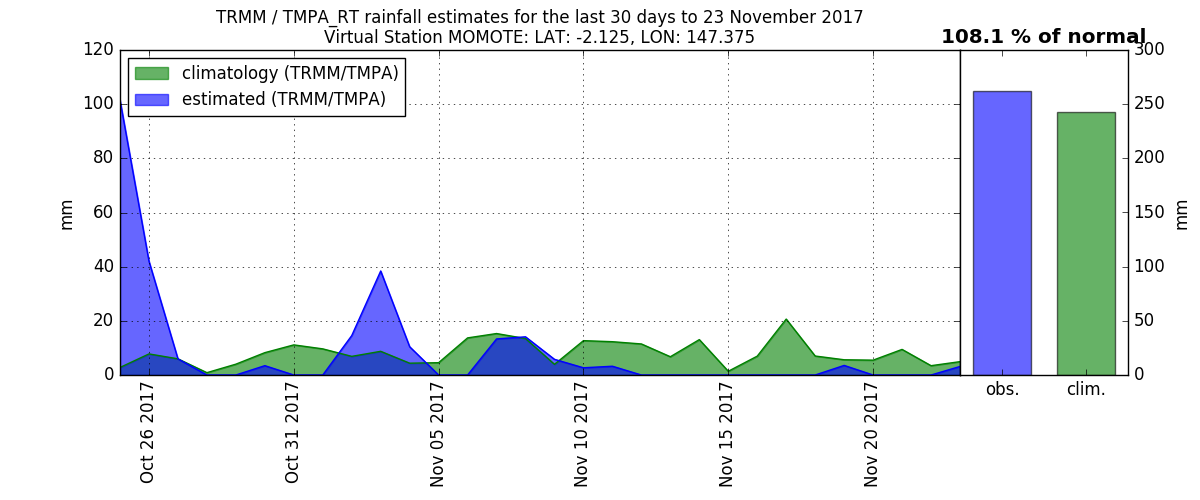 TRMM / TMPA_RT rainfall estimates for the last 30 days to 23 November 2017
Virtual Station MOMOTE: LAT: -2.125, LON: 147.375
108.1 % of normal
climatology (TRMM/TMPA)
estimated (TRMM/TMPA)
mm
120
100
80
60
40
20
0
Oct 26 2017
Oct 31 2017
Nov 05 2017
Nov 10 2017
Nov 15 2017
Nov 20 2017
obs.
clim.
300
250
200
150
100
50
0
mm